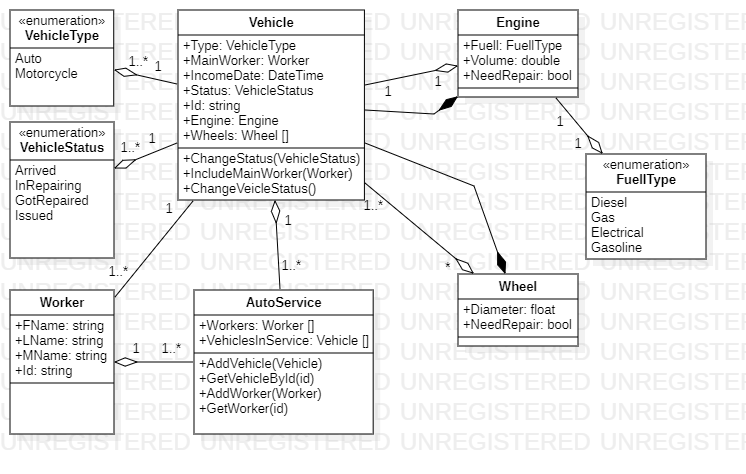 «enumeration»
VehicleType
Auto
Motorcycle
1..*
1
Vehicle
+Type: VehicleType
+MainWorker: Worker
+IncomeDate: DateTime
+Status: VehicleStatus
+Id: string
+Engine: Engine
+Wheels: Wheel []
+ChangeStatus(VehicleStatus)
+IncludeMainWorker(Worker)
+ChangeVeicleStatus()
1
1
Engine
+Fuell: FuellType
+Volume: double
+NeedRepair: bool
1
1
«enumeration»
VehicleStatus
Arrived
InRepairing
GotRepaired
Issued
1..*
1
«enumeration»
FuellType
Diesel
Gas
Electrical
Gasoline
1
1..*
1
1..*
1..*
*
Worker
+FName: string
+LName: string
+MName: string
+Id: string
1
1..*
AutoService
+Workers: Worker []
+VehiclesInService: Vehicle []
+AddVehicle(Vehicle)
+GetVehicleById(id)
+AddWorker(Worker)
+GetWorker(id)
Wheel
+Diameter: float
+NeedRepair: bool
UNREGISTERED UNREGISTERED UNREGISTERED UNREGISTERED